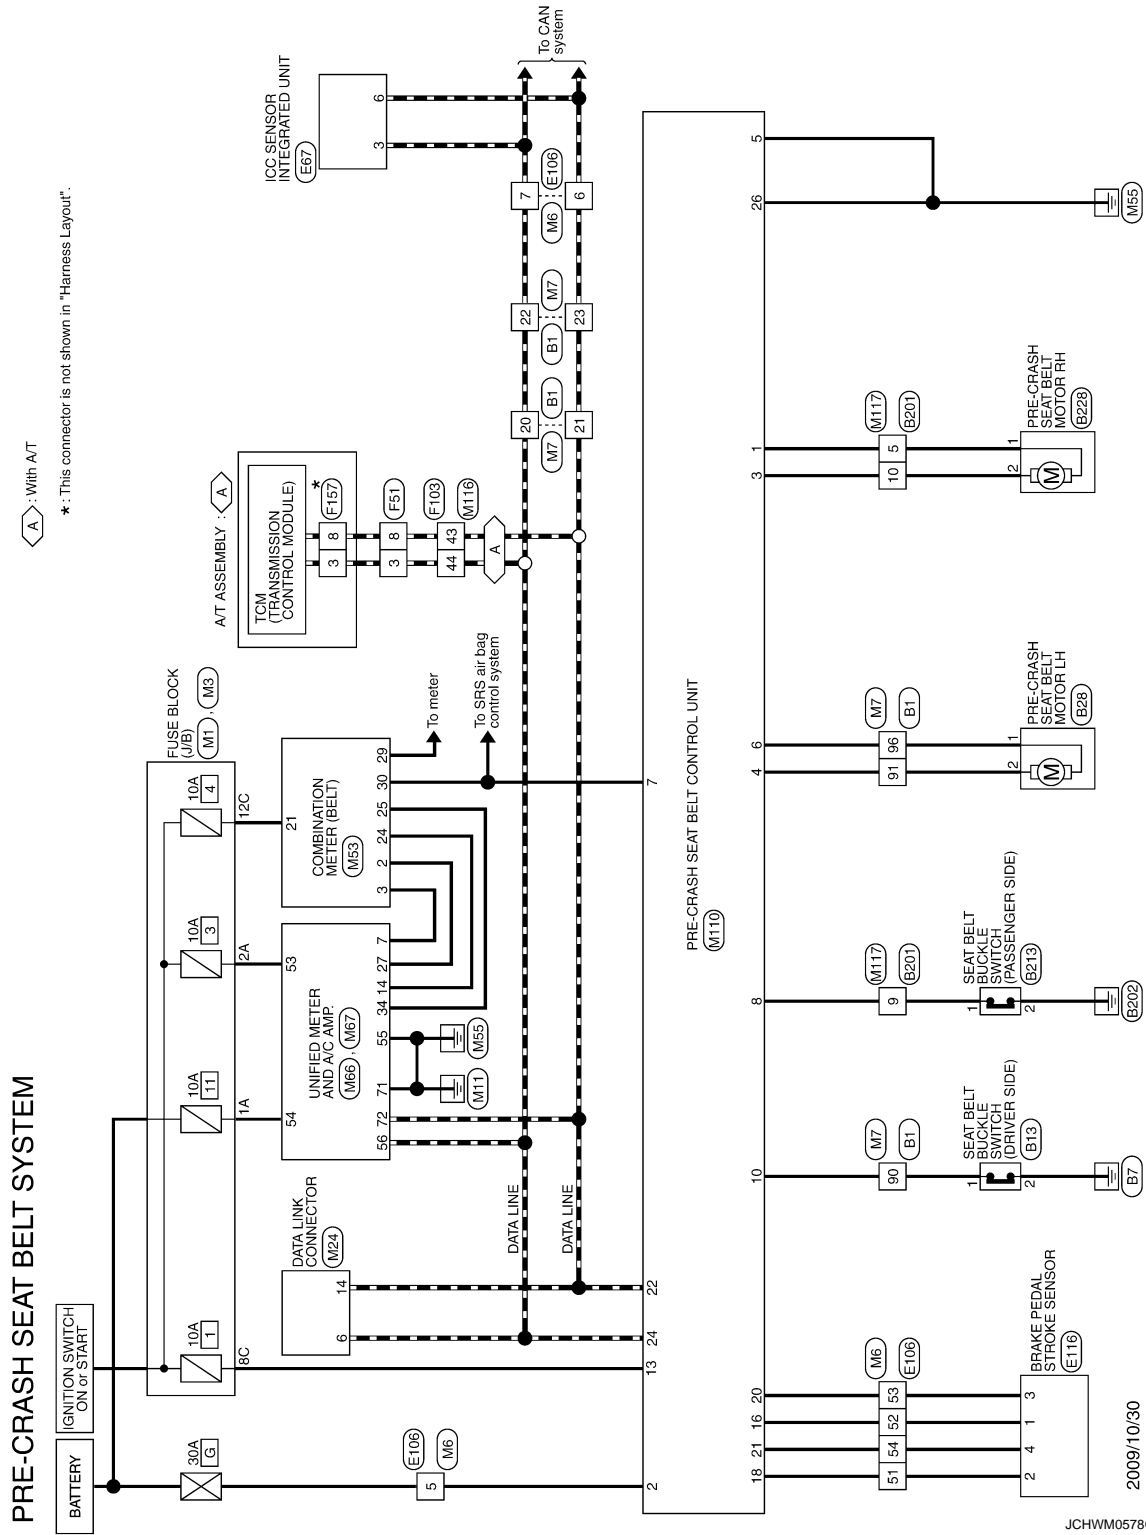 PRE-CRASH SEAT BELT SYSTEM
A : With A/T
* : This connector is not shown in "Harness Layout".
BATTERY
IGNITION SWITCH
ON or START
30A
G
10A
1
8C
10A
11
1A
10A
3
2A
10A
4
12C
FUSE BLOCK
(J/B)
M1 , M3
E106
5
M6
DATA LINK
CONNECTOR
M24
6 14
UNIFIED METER
AND A/C AMP.
M66 , M67
54 53
56 72 71 55 34 14 27 7
M11
M55
COMBINATION
METER (BELT)
M53
21
3 2 24 25 30 29
To meter
To SRS air bag
control system
A/T ASSEMBLY : A
TCM
(TRANSMISSION
CONTROL MODULE)
3 8
*
F157
3 8
F51
44 43
F103
M116
A
ICC SENSOR
INTEGRATED UNIT
E67
3 6
DATA LINE
DATA LINE
20 21
M7 B1
22 23
B1 M7
7 6
M6 E106
To CAN
system
2 13 24 22 7
PRE-CRASH SEAT BELT CONTROL UNIT
M110
18 21 16 20 10 8 4 6 3 1 26 5
51 54 52 53
M6
E106
2 4 1 3
BRAKE PEDAL
STROKE SENSOR
E116
90
M7
B1
SEAT BELT
BUCKLE
SWITCH
(DRIVER SIDE)
B13
1
2
B7
9
M117
B201
SEAT BELT
BUCKLE
SWITCH
(PASSENGER SIDE)
B213
1
2
B202
91 96
M7
B1
2 1
M
PRE-CRASH
SEAT BELT
MOTOR LH
B28
10 5
M117
B201
2 1
M
PRE-CRASH
SEAT BELT
MOTOR RH
B228
M55
2009/10/30
JCHWM0578